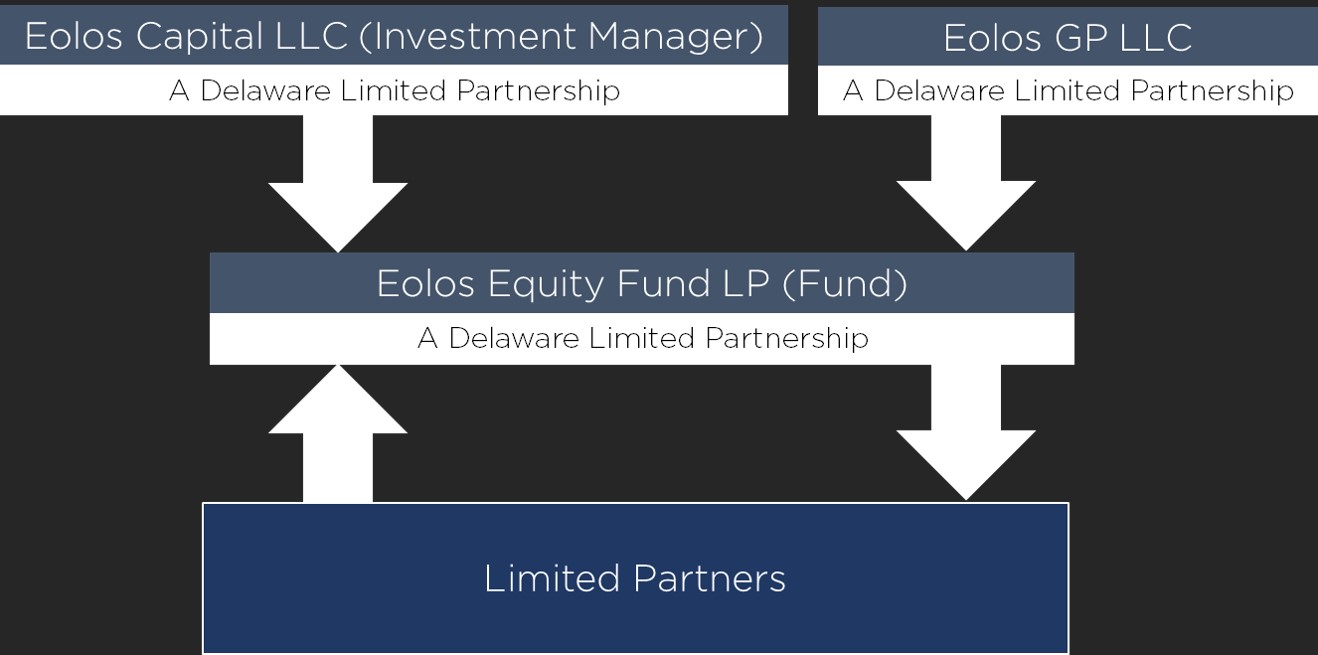 Eolos Capital LLC (Investment Manager)
A Delaware Limited Partnership
Eolos GP LLC
A Delaware Limited Partnership
Eolos Equity Fund LP (Fund)
A Delaware Limited Partnership
Limited Partners